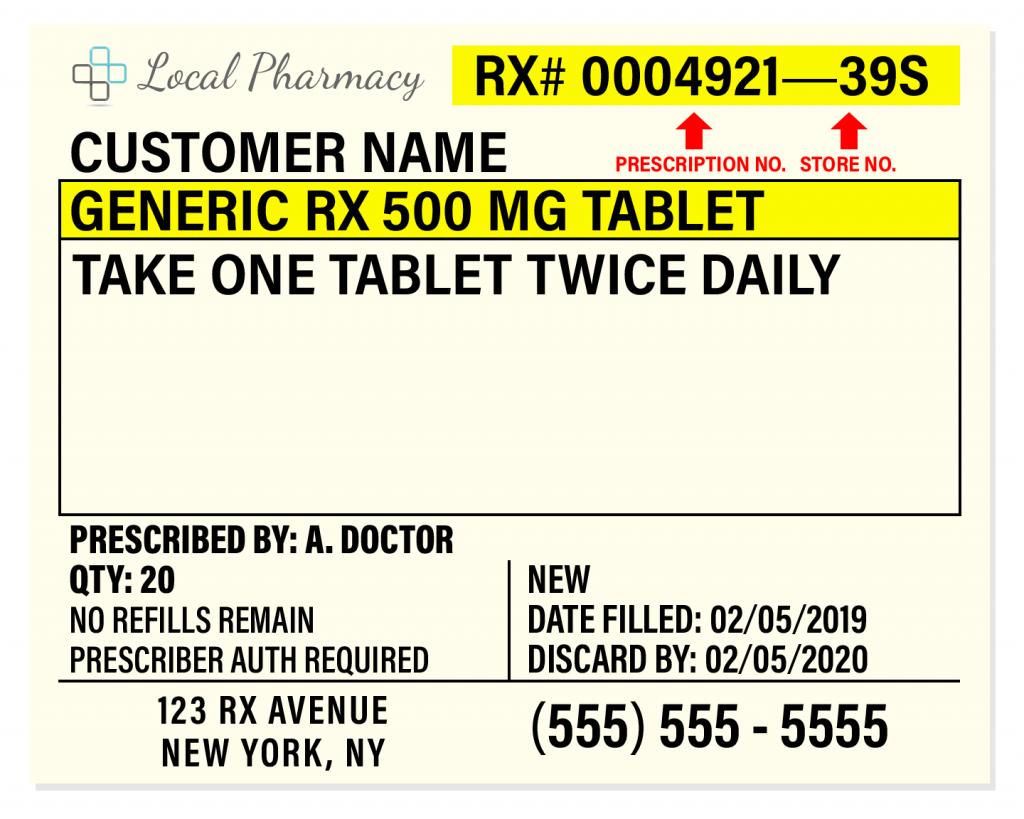 Local Pharmacy
RX# 0004921—39S
PRESCRIPTION NO. STORE NO.
CUSTOMER NAME
GENERIC RX 500 MG TABLET
TAKE ONE TABLET TWICE DAILY
PRESCRIBED BY: A. DOCTOR
QTY: 20
NO REFILLS REMAIN
PRESCRIBER AUTH REQUIRED
NEW
DATE FILLED: 02/05/2019
DISCARD BY: 02/05/2020
123 RX AVENUE
NEW YORK, NY
(555) 555 - 5555